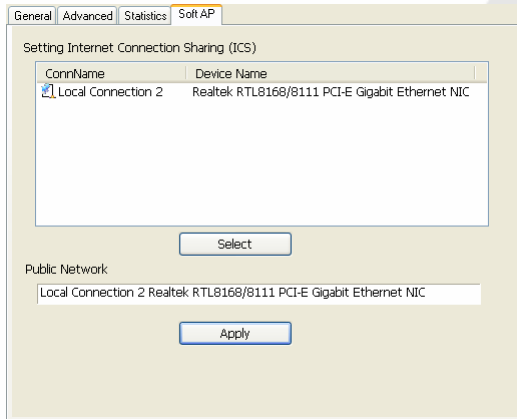 General Advanced Statistics Soft AP
Setting Internet Connection Sharing (ICS)
ConnName Device Name
Local Connection 2 Realtek RTL8168/8111 PCI-E Gigabit Ethernet NIC
Select
Public Network
Local Connection 2 Realtek RTL8168/8111 PCI-E Gigabit Ethernet NIC
Apply